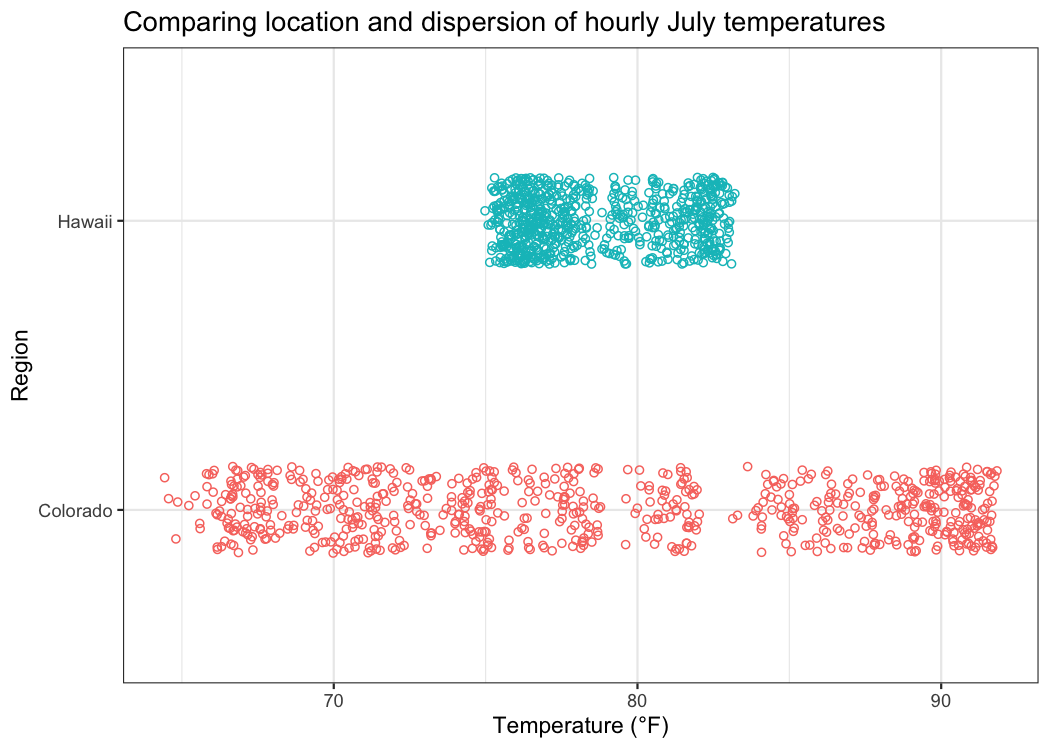 Comparing location and dispersion of hourly July temperatures
Region
Hawaii
Colorado
70
80
90
Temperature (°F)